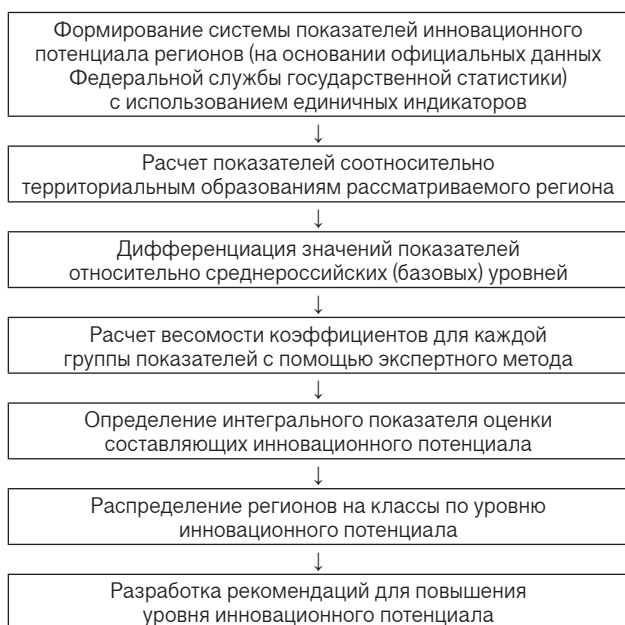 Формирование системы показателей инновационного
потенциала регионов (на основании официальных данных
Федеральной службы государственной статистики)
с использованием единичных индикаторов
↓
Расчет показателей соотносительно
территориальным образованиям рассматриваемого региона
↓
Дифференциация значений показателей
относительно среднероссийских (базовых) уровней
↓
Расчет весомости коэффициентов для каждой
группы показателей с помощью экспертного метода
↓
Определение интегрального показателя оценки
составляющих инновационного потенциала
↓
Распределение регионов на классы по уровню
инновационного потенциала
↓
Разработка рекомендаций для повышения
уровня инновационного потенциала